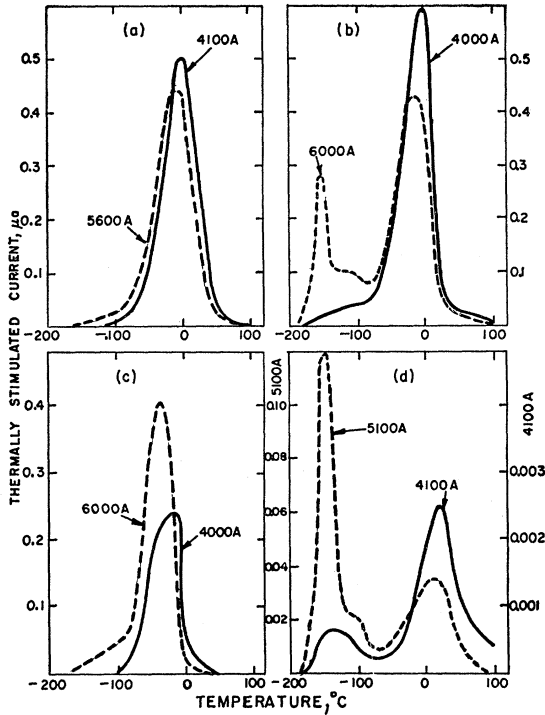 (a)
4100A
5600A
0.5
0.4
0.3
0.2
0.1
-200
-100
0
100
(b)
4000A
6000A
0.5
0.4
0.3
0.2
0.1
-200
-100
0
100
(c)
6000A
4000A
0.4
0.3
0.2
0.1
-200
-100
0
100
(d)
5100A
4100A
5100A
0.10
0.08
0.06
0.04
0.02
4100A
0.003
0.002
0.001
-200
-100
0
100
THERMALLY STIMULATED CURRENT, μa
TEMPERATURE, °C